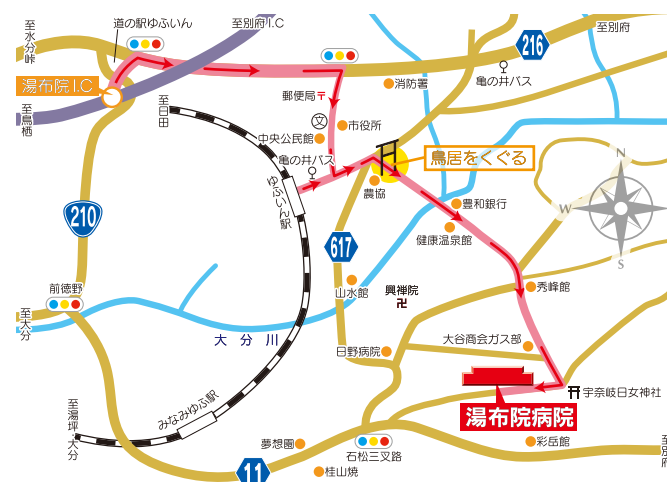 道の駅ゆふいん
至別府I.C
至別府
至水分峠
216
亀の井バス
消防署
湯布院I.C
郵便局〒
至鳥栖
至日田
文
市役所
中央公民館
亀の井バス
鳥居をくぐる
N
ゆふいん駅
農協
W
豊和銀行
210
617
健康温泉館
S
前徳野
山水館
興禅院
卍
秀峰館
至大分
大分川
日野病院
大谷商会ガス部
宇奈岐日女神社
みなみゆふ駅
至湯坪・大分
湯布院病院
夢想園
石松三叉路
彩岳館
至別府
11
桂山焼